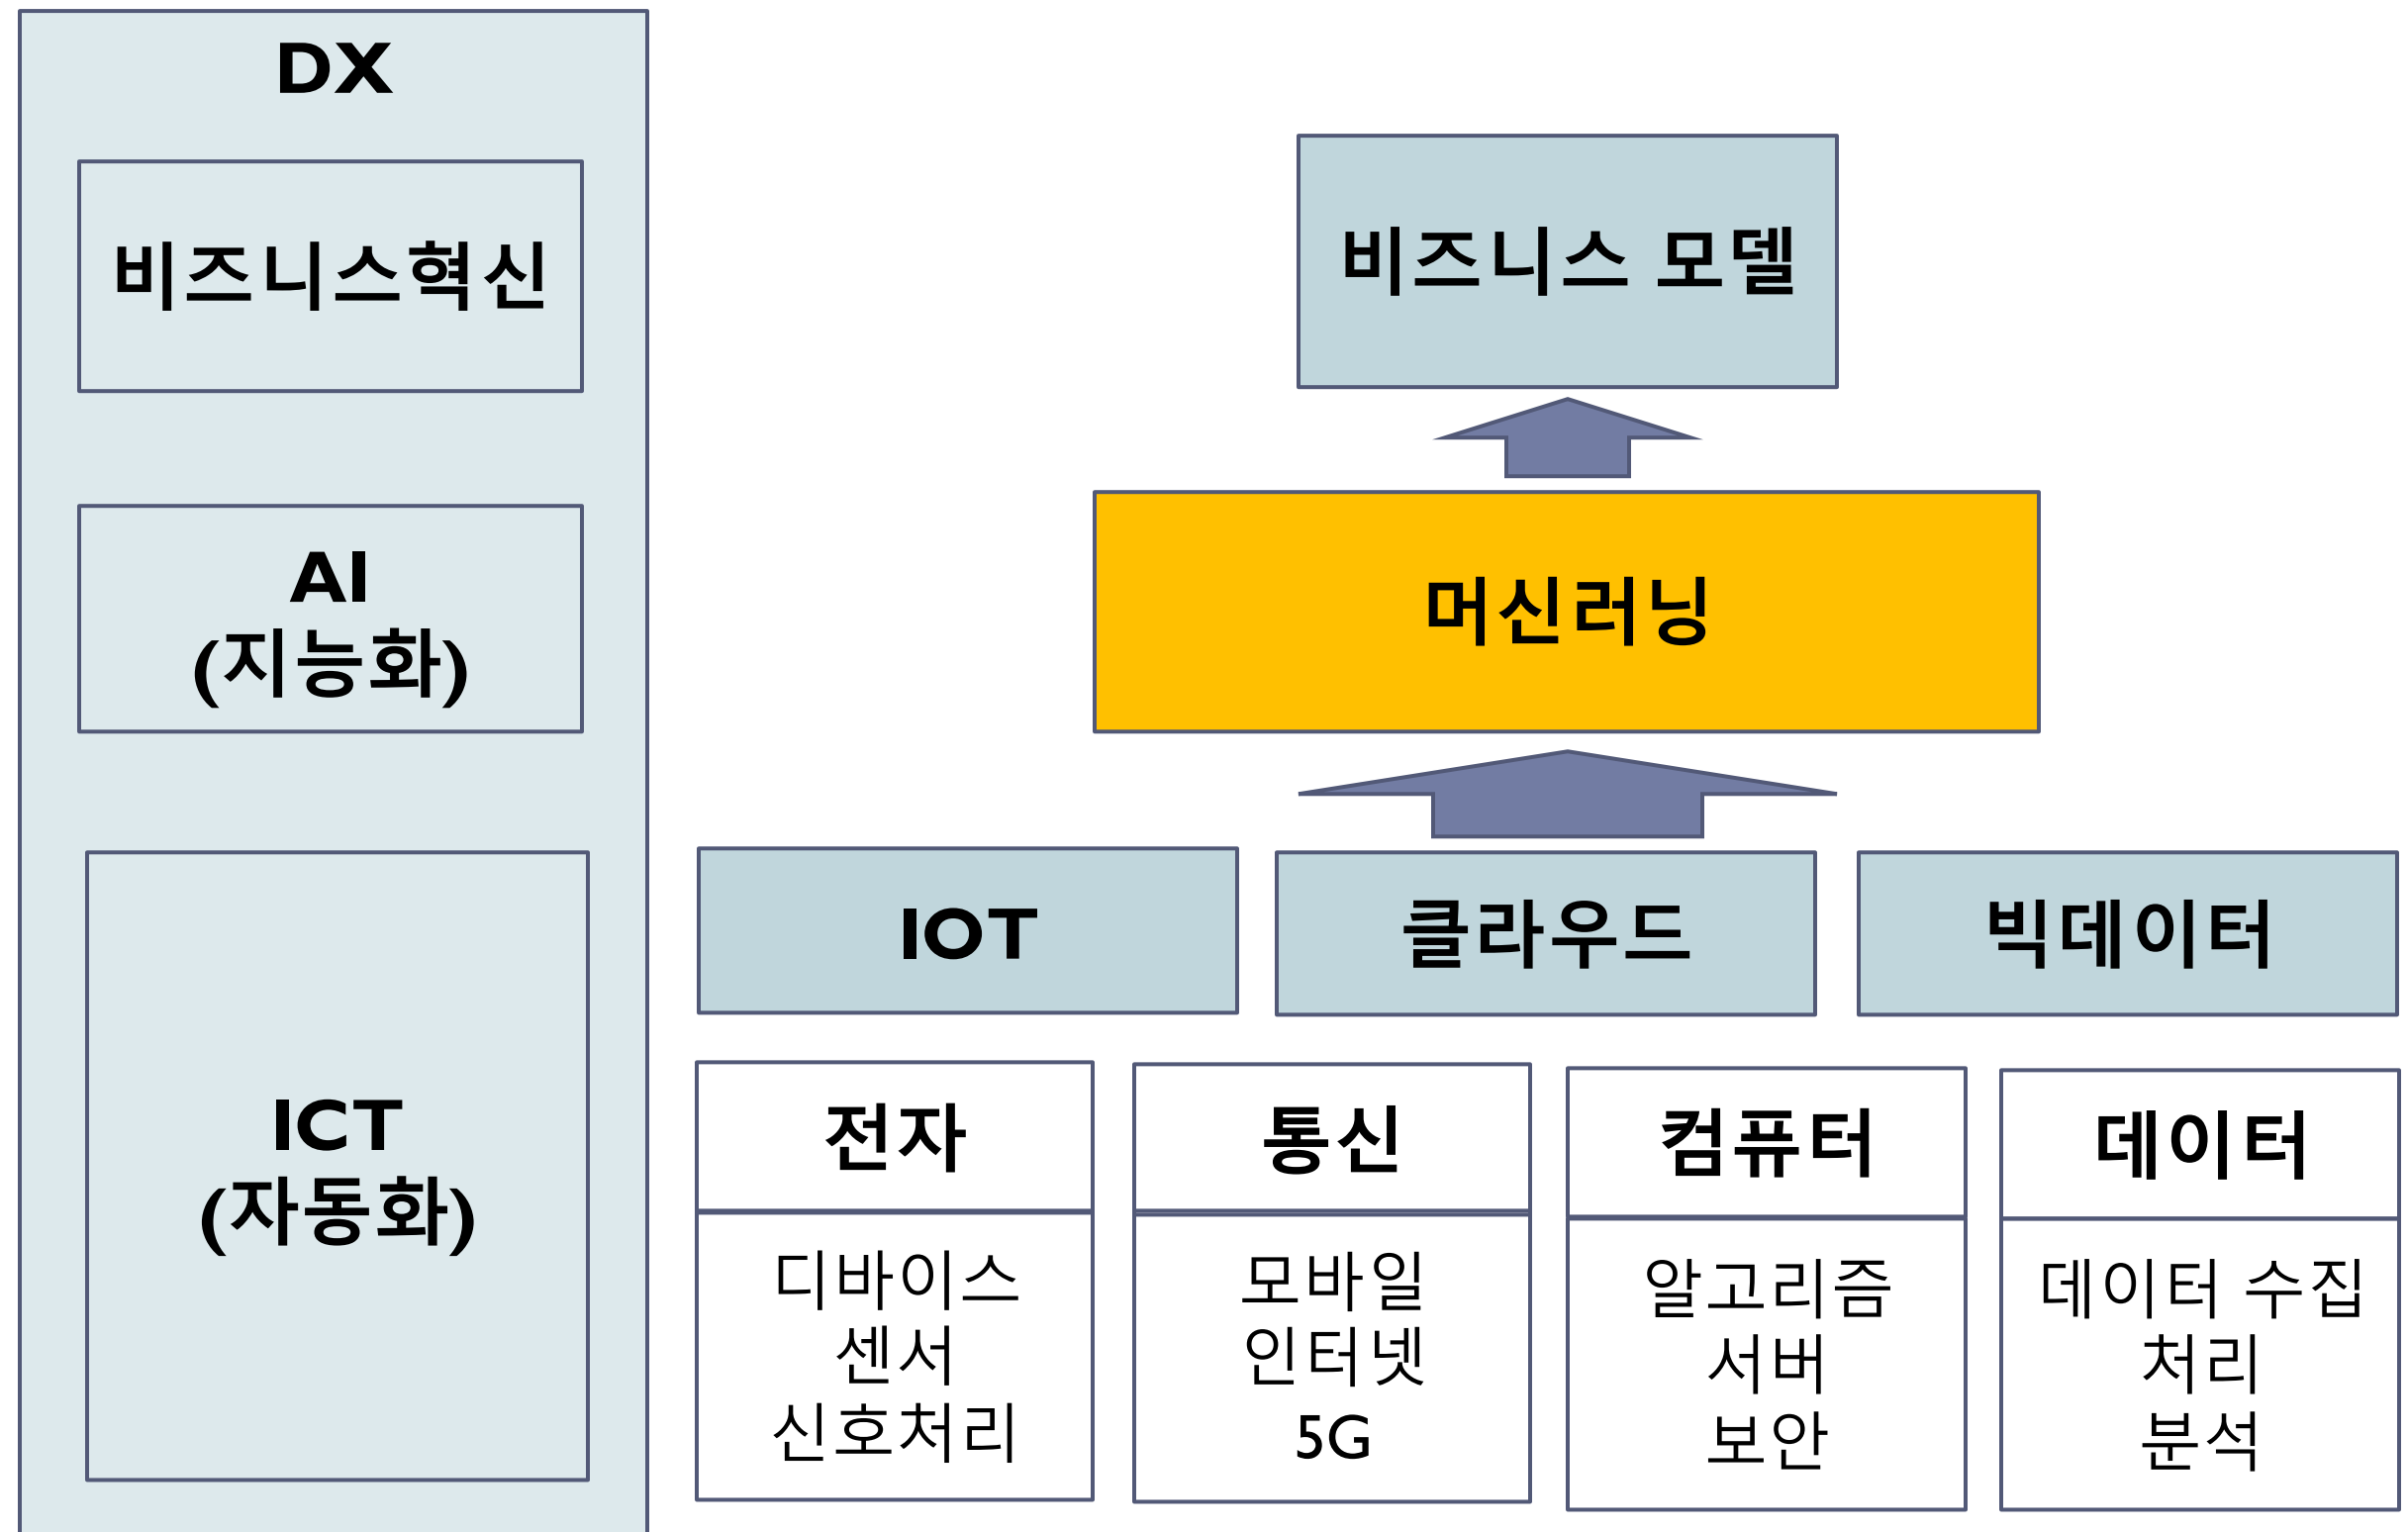 DX
비즈니스혁신
AI
(지능화)
ICT
(자동화)
비즈니스 모델
머신러닝
IOT
클라우드
빅데이터
전자
디바이스
센서
신호처리
통신
모바일
인터넷
5G
컴퓨터
알고리즘
서버
보안
데이터
데이터 수집
처리
분석